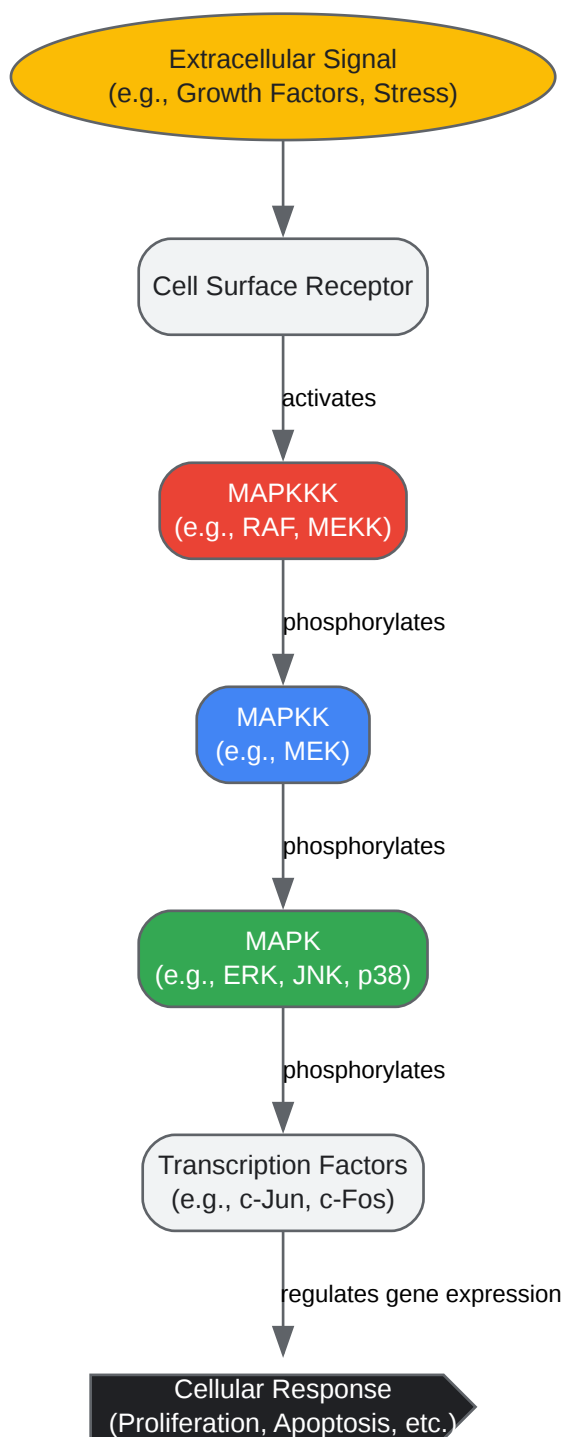 Extracellular Signal
(e.g., Growth Factors, Stress)
Cell Surface Receptor
activates
MAPKKK
(e.g., RAF, MEKK)
phosphorylates
MAPKK
(e.g., MEK)
phosphorylates
MAPK
(e.g., ERK, JNK, p38)
phosphorylates
Transcription Factors
(e.g., c-Jun, c-Fos)
regulates gene expression
Cellular Response
(Proliferation, Apoptosis, etc.)